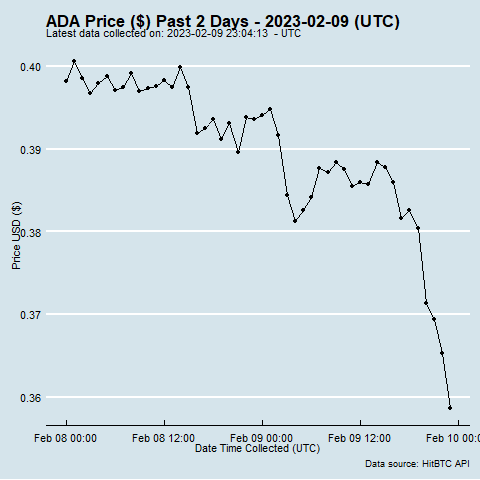 ADA Price ($) Past 2 Days - 2023-02-09 (UTC)
Latest data collected on: 2023-02-09 23:04:13 - UTC
0.40
0.39
0.38
0.37
0.36
Price USD ($)
Feb 08 00:00 Feb 08 12:00 Feb 09 00:00 Feb 09 12:00 Feb 10 00:0
Date Time Collected (UTC)
Data source: HitBTC API